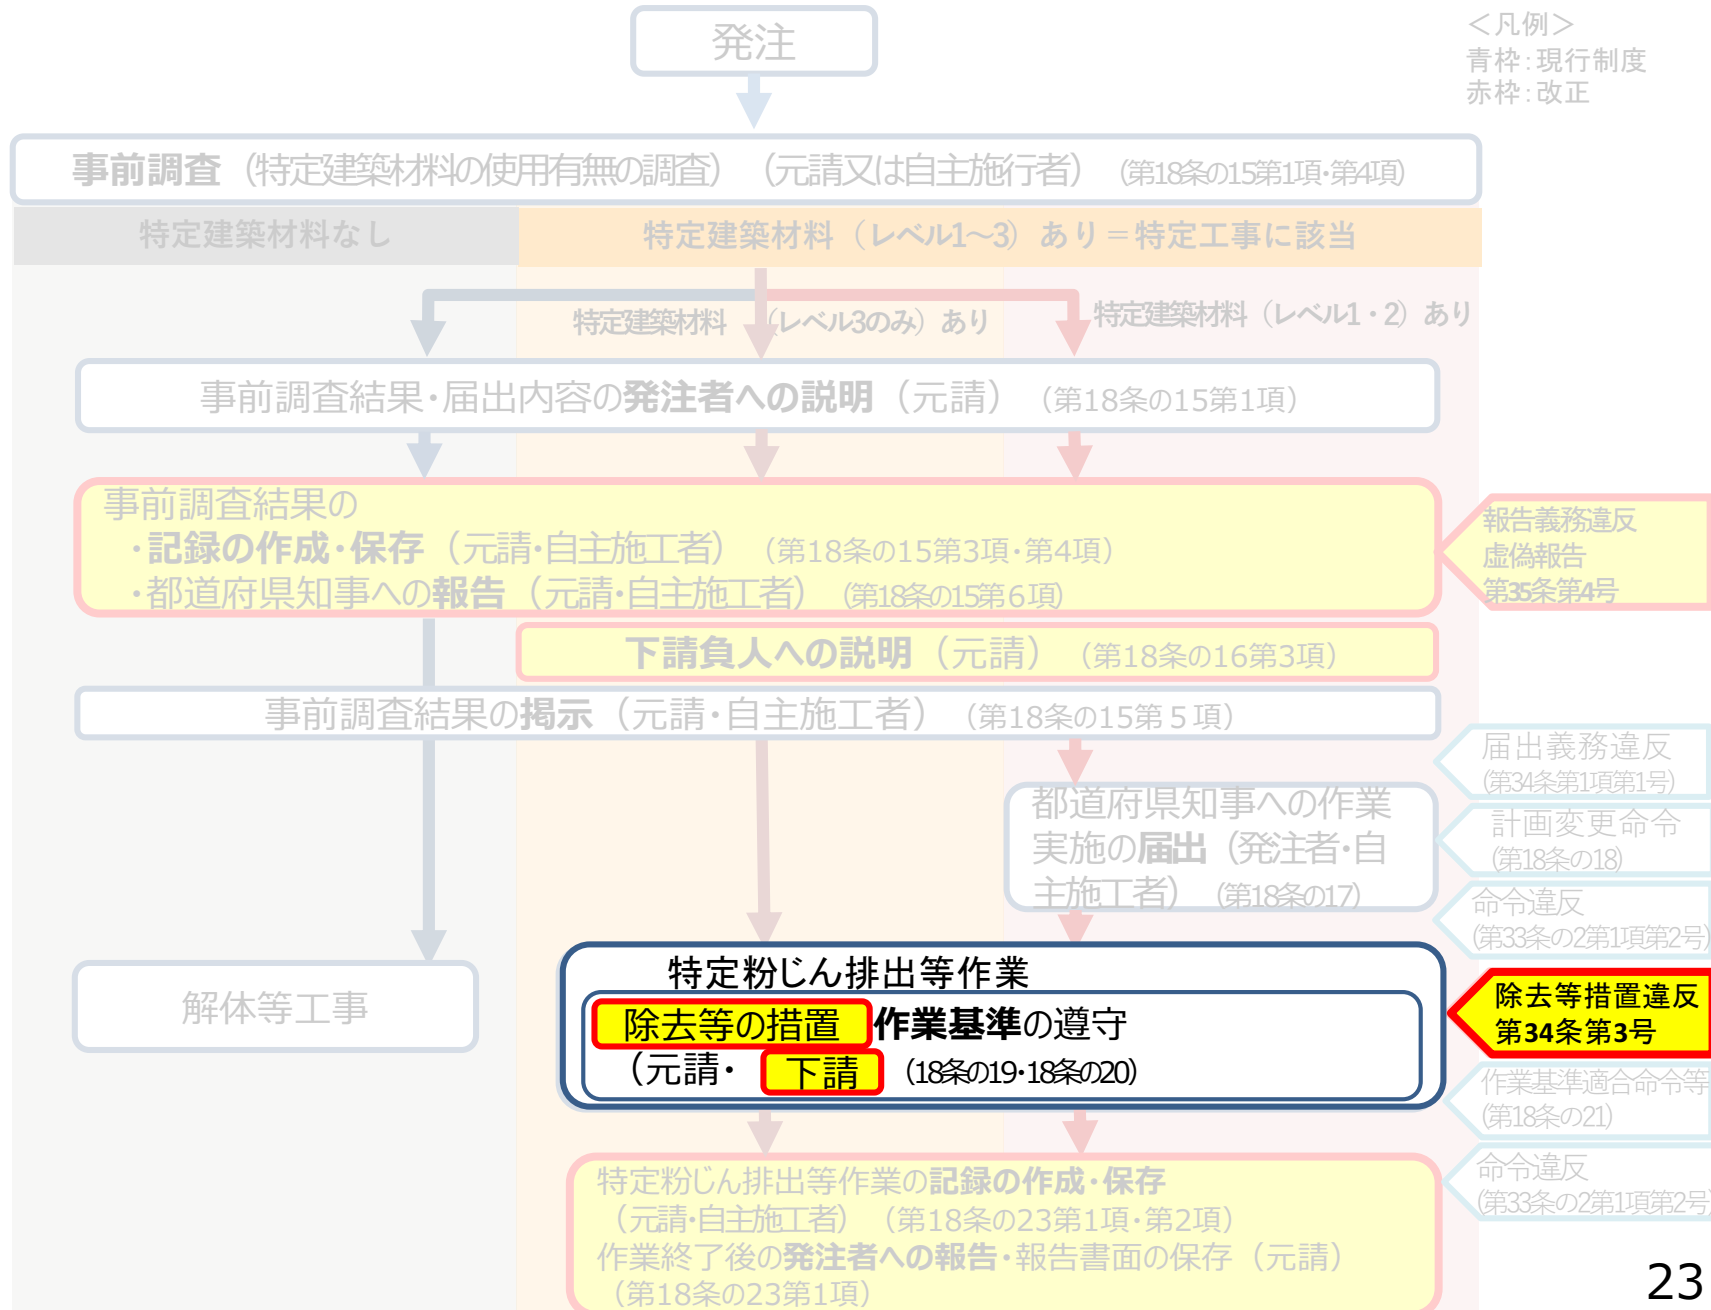 発注
＜凡例＞
青枠：現行制度
赤枠：改正
事前調査（特定建築材料の使用有無の調査）（元請又は自主施行者）（第18条の15第1項・第4項）
特定建築材料なし
特定建築材料（レベル1～3）あり＝特定工事に該当
特定建築材料（レベル3のみ）あり
特定建築材料（レベル1・2）あり
事前調査結果・届出内容の発注者への説明（元請）（第18条の15第1項）
事前調査結果の
・記録の作成・保存（元請・自主施工者）（第18条の15第3項・第4項）
・都道府県知事への報告（元請・自主施工者）（第18条の15第６項）
報告義務違反
虚偽報告
第35条第4号
下請負人への説明（元請）（第18条の16第3項）
事前調査結果の掲示（元請・自主施工者）（第18条の15第５項）
届出義務違反
(第34条第1項第1号)
都道府県知事への作業
実施の届出（発注者・自
主施工者）（第18条の17）
計画変更命令
(第18条の18)
命令違反
(第33条の2第1項第2号)
解体等工事
特定粉じん排出等作業
除去等の措置 作業基準の遵守
（元請・ 下請 （18条の19・18条の20）
除去等措置違反
第34条第3号
作業基準適合命令等
(第18条の21)
命令違反
(第33条の2第1項第2号)
特定粉じん排出等作業の記録の作成・保存
（元請・自主施工者）（第18条の23第1項・第2項）
作業終了後の発注者への報告・報告書面の保存（元請）
（第18条の23第1項）
23